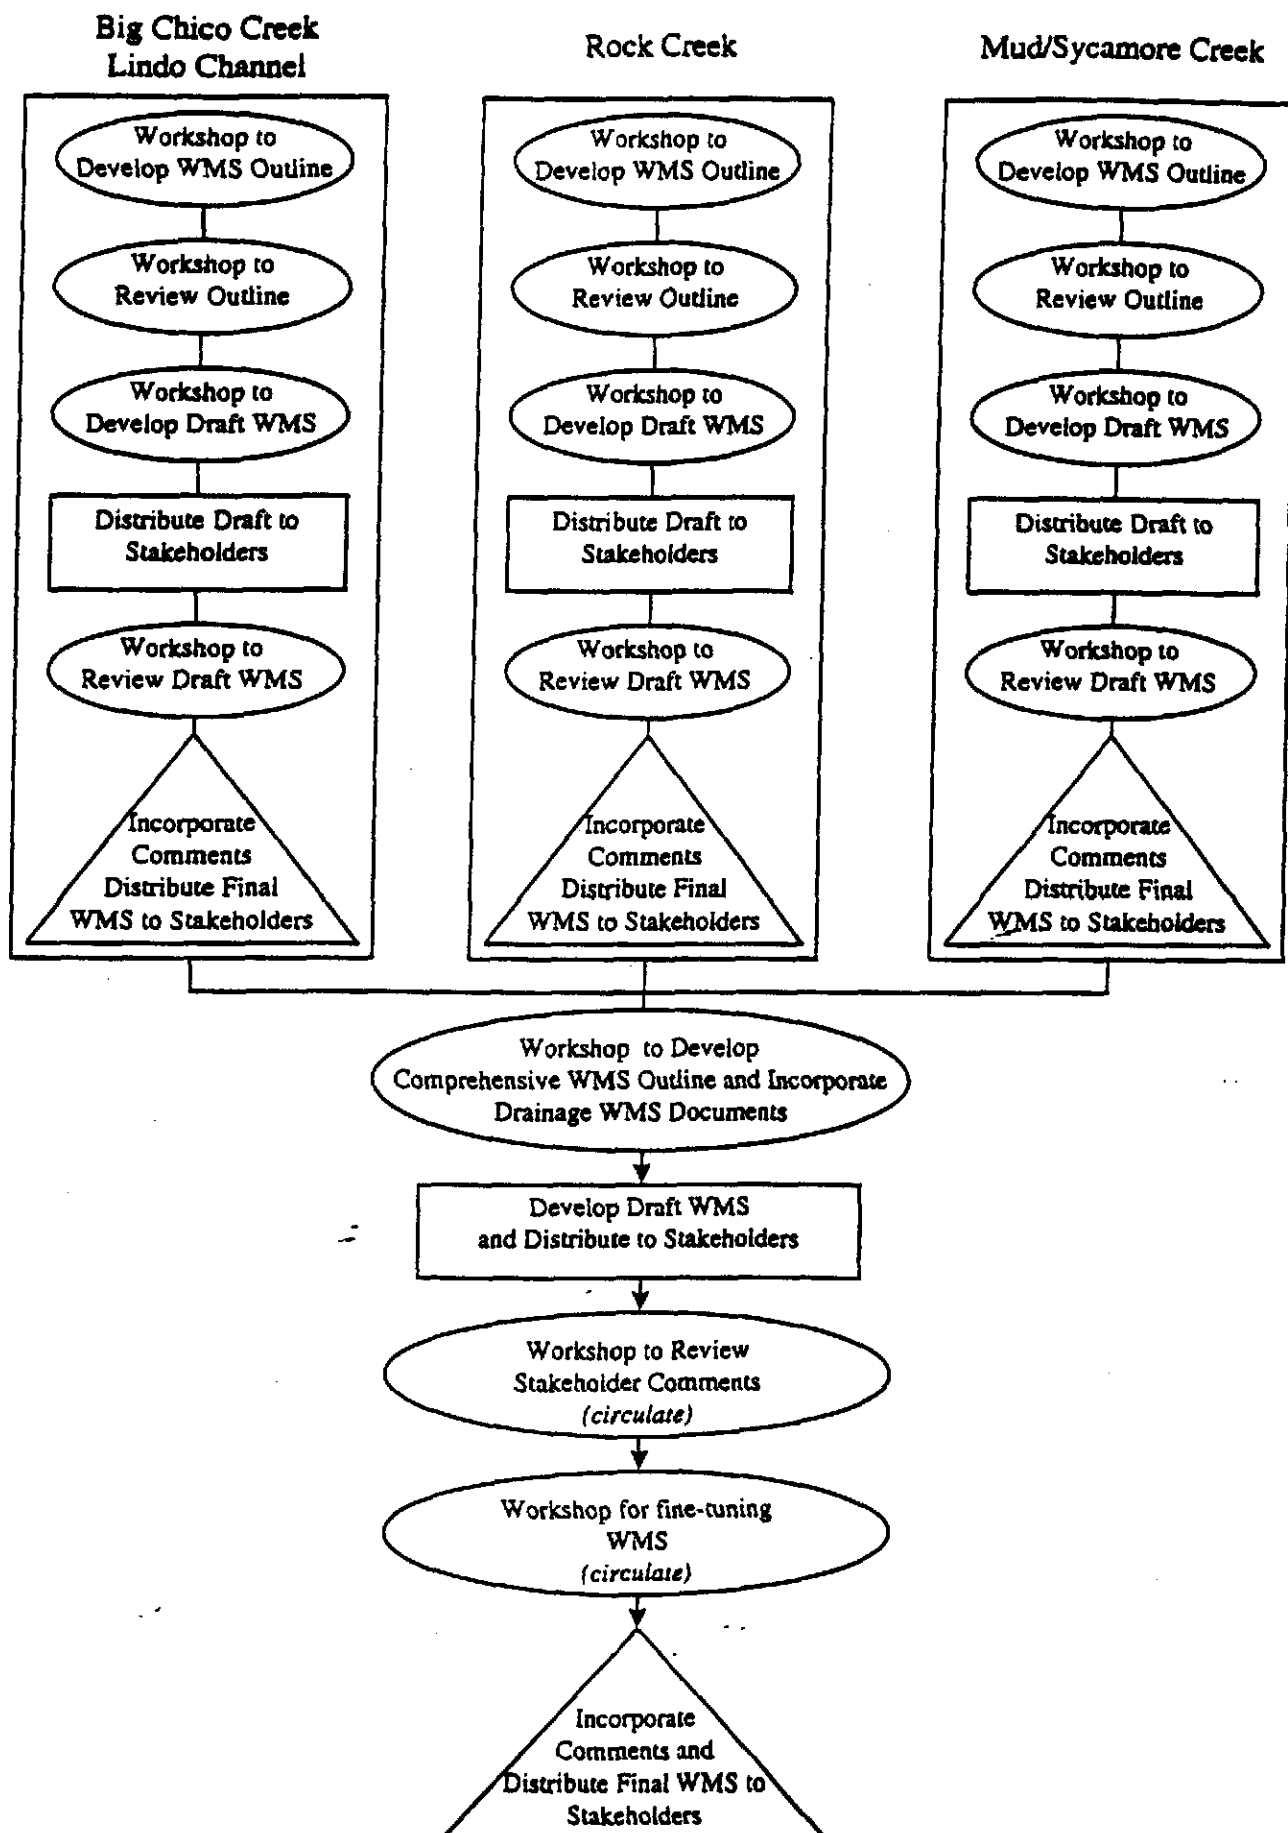 Big Chico Creek
Lindo Channel
Workshop to
Develop WMS Outline
Workshop to
Review Outline
Workshop to
Develop Draft WMS
Distribute Draft to
Stakeholders
Workshop to
Review Draft WMS
Incorporate
Comments
Distribute Final
WMS to Stakeholders
Rock Creek
Workshop to
Develop WMS Outline
Workshop to
Review Outline
Workshop to
Develop Draft WMS
Distribute Draft to
Stakeholders
Workshop to
Review Draft WMS
Incorporate
Comments
Distribute Final
WMS to Stakeholders
Mud/Sycamore Creek
Workshop to
Develop WMS Outline
Workshop to
Review Outline
Workshop to
Develop Draft WMS
Distribute Draft to
Stakeholders
Workshop to
Review Draft WMS
Incorporate
Comments
Distribute Final
WMS to Stakeholders
Workshop to Develop
Comprehensive WMS Outline and Incorporate
Drainage WMS Documents
Develop Draft WMS
and Distribute to Stakeholders
Workshop to Review
Stakeholder Comments
(circulate)
Workshop for fine-tuning
WMS
(circulate)
Incorporate
Comments and
Distribute Final WMS to
Stakeholders